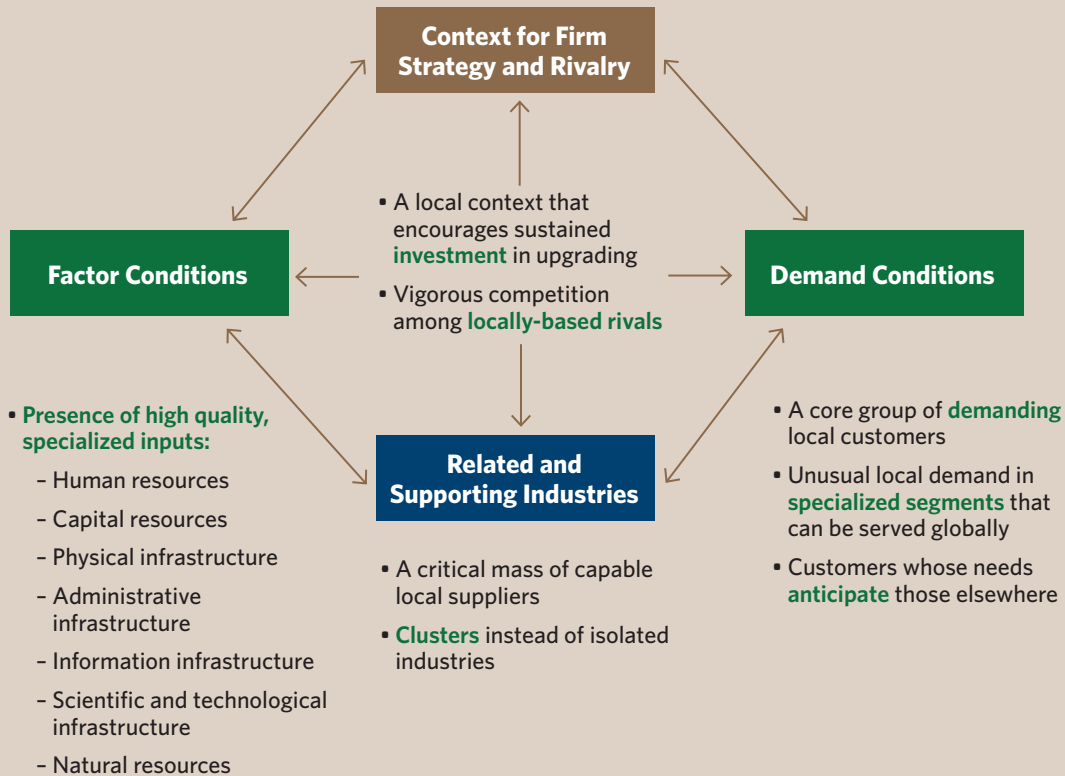 Context for Firm
Strategy and Rivalry
▪ A local context that
encourages sustained
investment in upgrading
▪ Vigorous competition
among locally-based rivals
Factor Conditions
Demand Conditions
▪ Presence of high quality,
specialized inputs:
– Human resources
– Capital resources
– Physical infrastructure
– Administrative
infrastructure
– Information infrastructure
– Scientific and technological
infrastructure
– Natural resources
Related and
Supporting Industries
▪ A critical mass of capable
local suppliers
▪ Clusters instead of isolated
industries
▪ A core group of demanding
local customers
▪ Unusual local demand in
specialized segments that
can be served globally
▪ Customers whose needs
anticipate those elsewhere